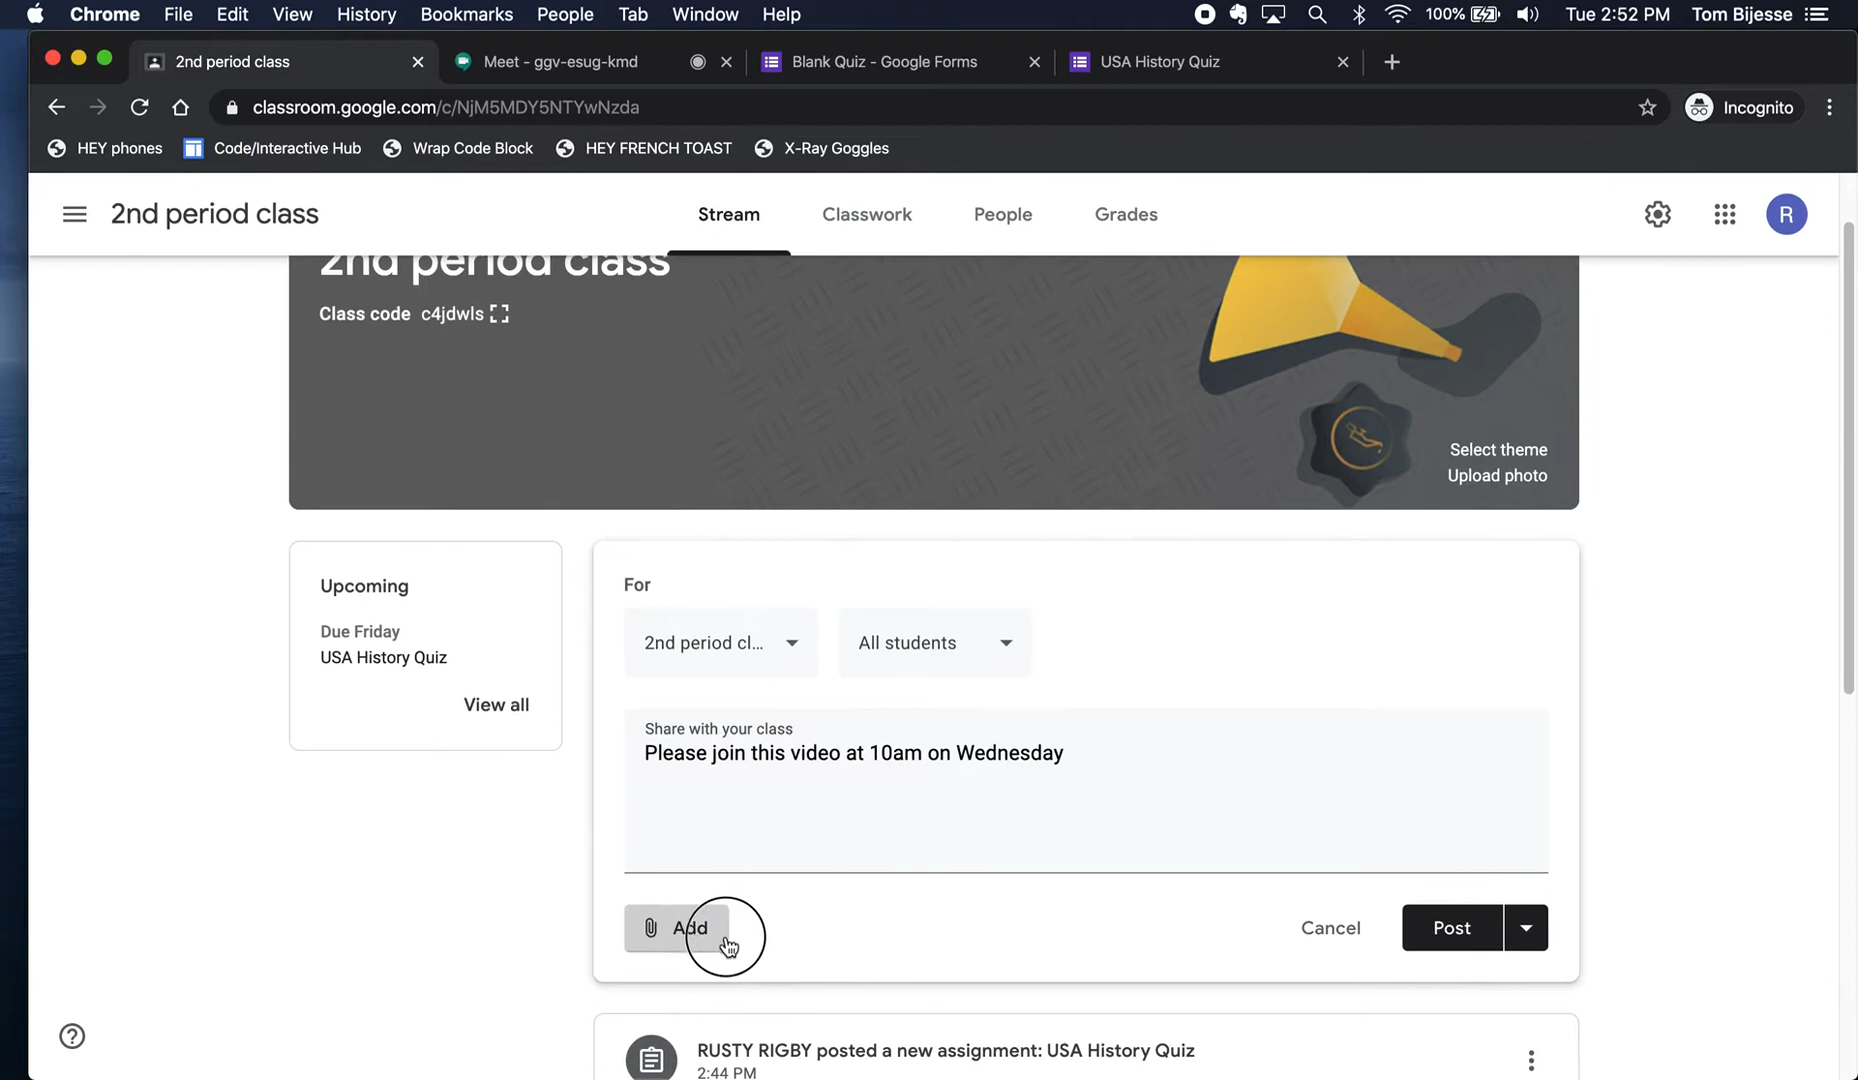 Chrome File Edit View History Bookmarks People Tab Window Help 100% Tue 2:52 PM Tom Bijesse
2nd period class Meet - ggv-esug-kmd Blank Quiz - Google Forms USA History Quiz
classroom.google.com/c/NjM5MDY5NTYwNzda Incognito
HEY phones Code/Interactive Hub Wrap Code Block HEY FRENCH TOAST X-Ray Goggles
2nd period class Stream Classwork People Grades R
2nd period class
Class code c4jdwls
Select theme
Upload photo
Upcoming
Due Friday
USA History Quiz
View all
For
2nd period cl... All students
Share with your class
Please join this video at 10am on Wednesday
Add Cancel Post
RUSTY RIGBY posted a new assignment: USA History Quiz
2:44 PM